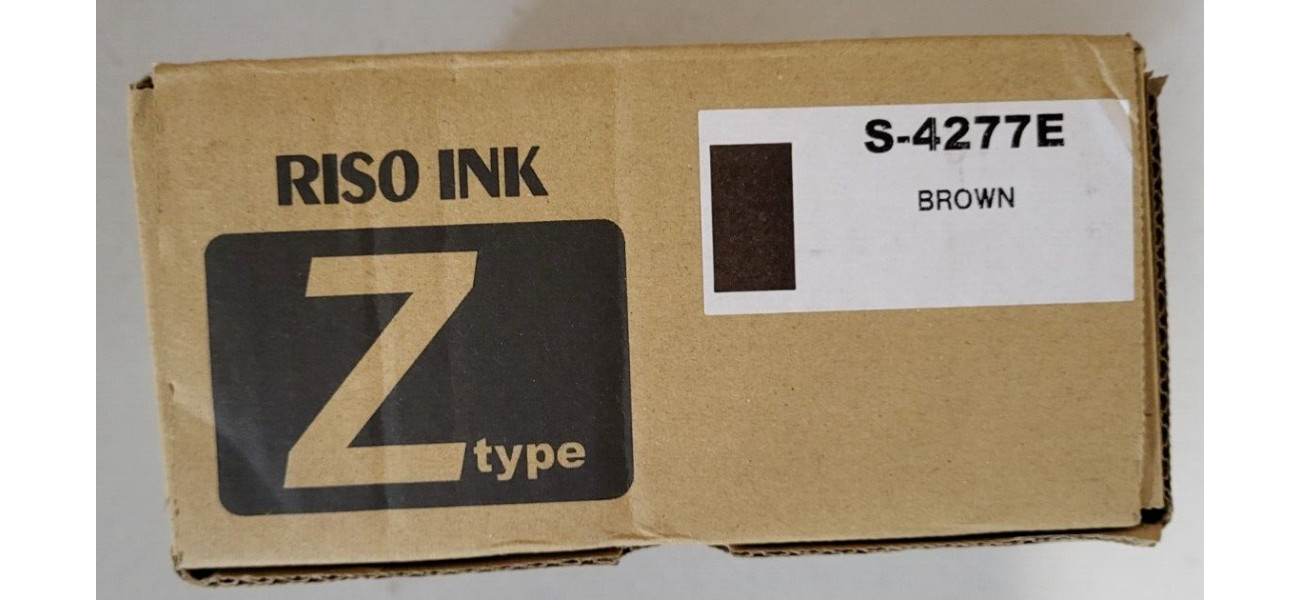 RISO INK
Z type
S-4277E
BROWN